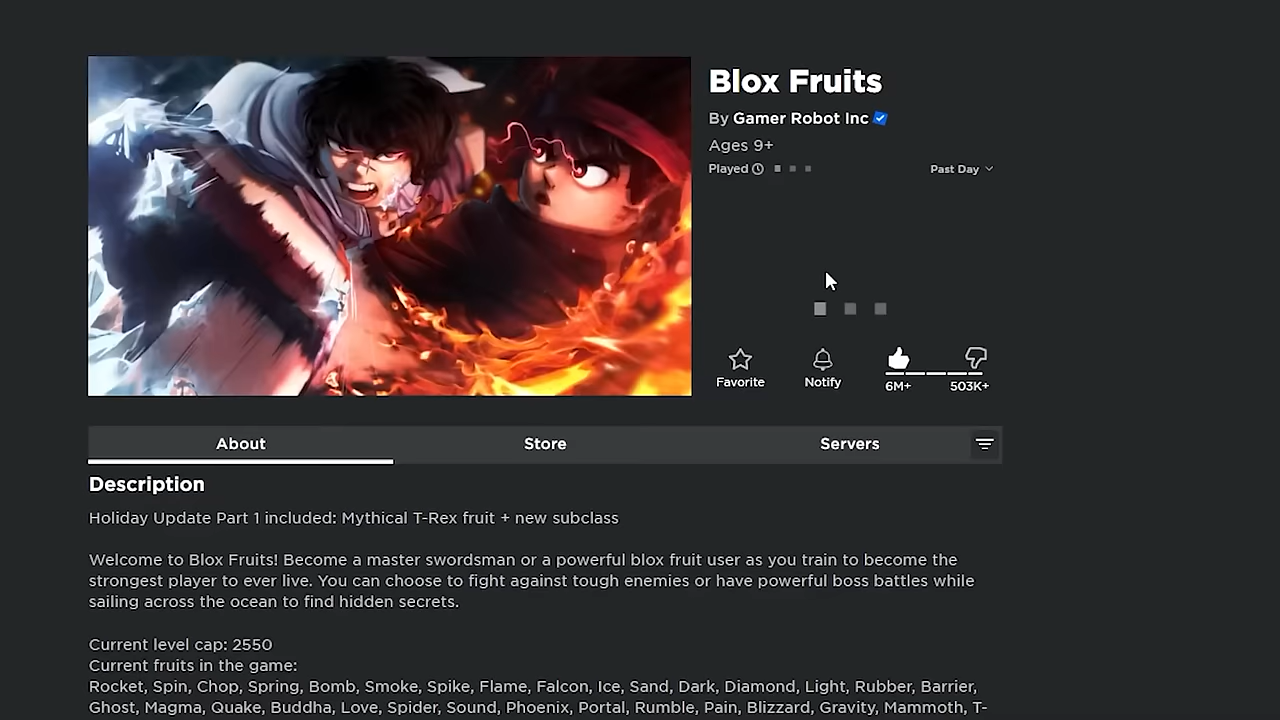 Blox Fruits
By Gamer Robot Inc
Ages 9+
Played
Past Day
Favorite
Notify
6M+
503K+
About
Store
Servers
Description
Holiday Update Part 1 included: Mythical T-Rex fruit + new subclass
Welcome to Blox Fruits! Become a master swordsman or a powerful blox fruit user as you train to become the
strongest player to ever live. You can choose to fight against tough enemies or have powerful boss battles while
sailing across the ocean to find hidden secrets.
Current level cap: 2550
Current fruits in the game:
Rocket, Spin, Chop, Spring, Bomb, Smoke, Spike, Flame, Falcon, Ice, Sand, Dark, Diamond, Light, Rubber, Barrier,
Ghost, Magma, Quake, Buddha, Love, Spider, Sound, Phoenix, Portal, Rumble, Pain, Blizzard, Gravity, Mammoth, T-